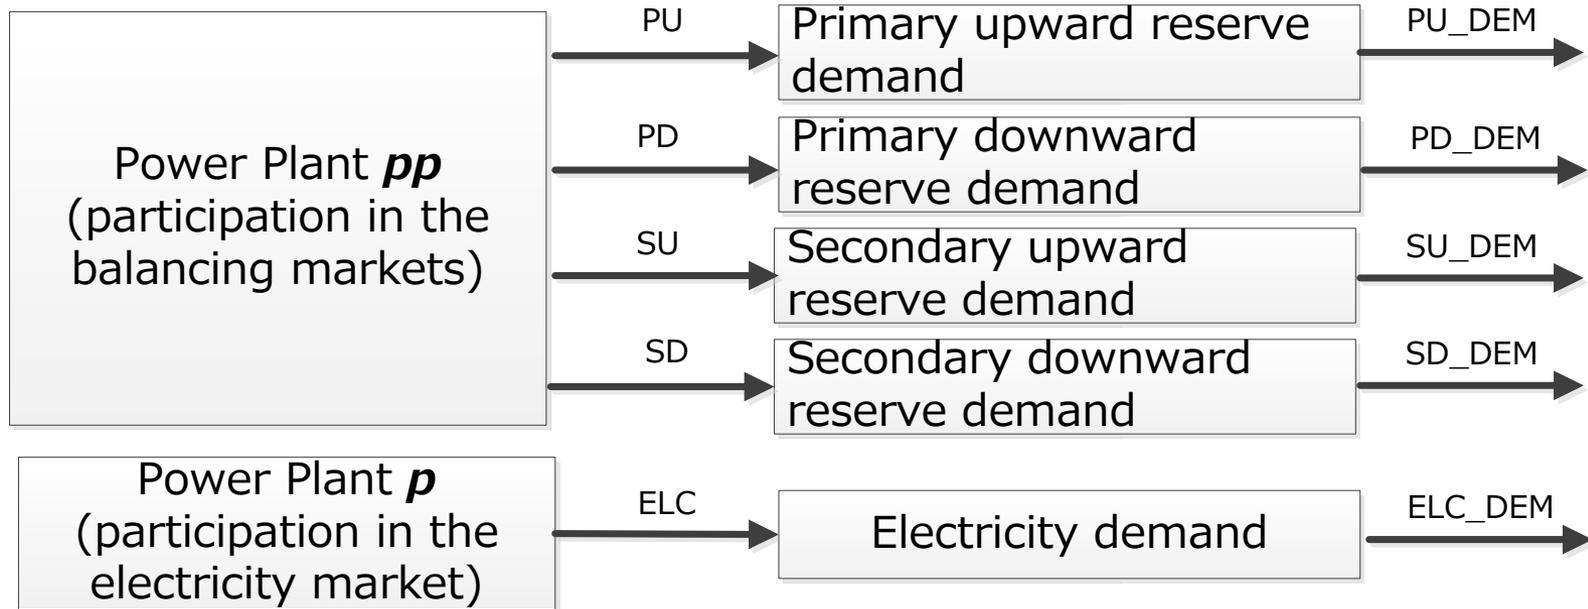 PU
Primary upward reserve
demand
PU_DEM
Power Plant pp
(participation in the
balancing markets)
PD
Primary downward
reserve demand
PD_DEM
SU
Secondary upward
reserve demand
SU_DEM
SD
Secondary downward
reserve demand
SD_DEM
Power Plant p
(participation in the
electricity market)
ELC
Electricity demand
ELC_DEM